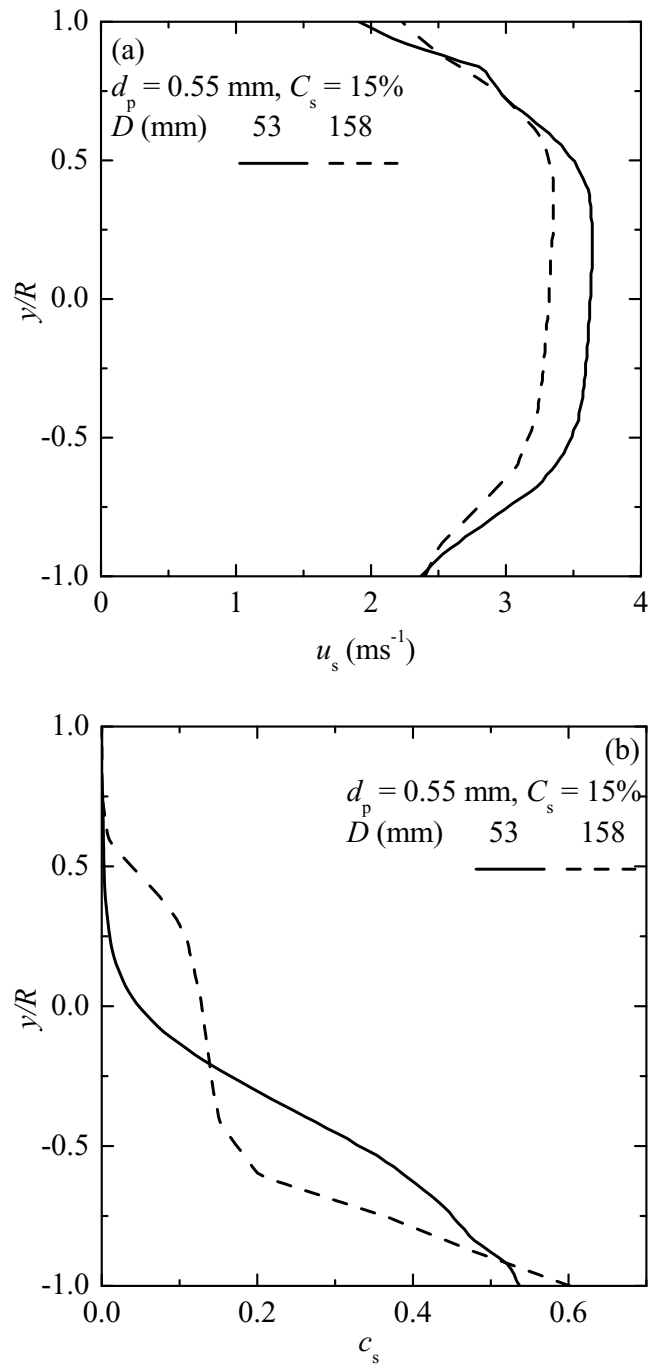 (a)
d_p = 0.55 mm, C_s = 15%
D (mm) 53 158
1.0
0.5
0.0
-0.5
-1.0
y/R
0 1 2 3 4
u_s (ms^-1)
(b)
d_p = 0.55 mm, C_s = 15%
D (mm) 53 158
1.0
0.5
0.0
-0.5
-1.0
y/R
0.0 0.2 0.4 0.6
c_s